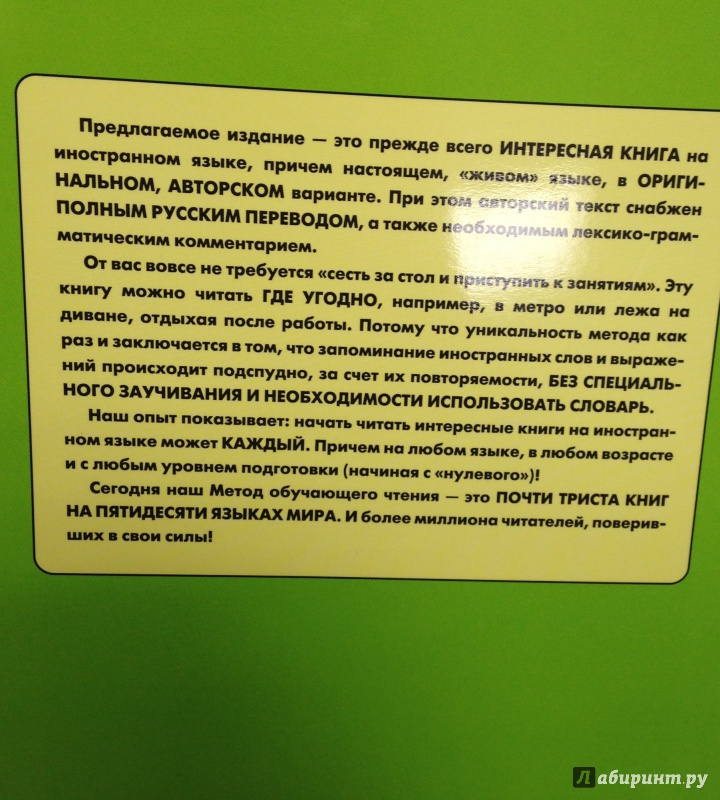 Предлагаемое издание — это прежде всего ИНТЕРЕСНАЯ КНИГА на
иностранном языке, причем настоящем, «живом» языке, в ОРИГИ-
НАЛЬНОМ, АВТОРСКОМ варианте. При этом авторский текст снабжен
ПОЛНЫМ РУССКИМ ПЕРЕВОДОМ, а также необходимым лексико-грам-
матическим комментарием.
От вас вовсе не требуется «сесть за стол и приступить к занятиям». Эту
книгу можно читать ГДЕ УГОДНО, например, в метро или лежа на
диване, отдыхая после работы. Потому что уникальность метода как
раз и заключается в том, что запоминание иностранных слов и выраже-
ний происходит подспудно, за счет их повторяемости, БЕЗ СПЕЦИАЛЬ-
НОГО ЗАУЧИВАНИЯ И НЕОБХОДИМОСТИ ИСПОЛЬЗОВАТЬ СЛОВАРЬ.
Наш опыт показывает: начать читать интересные книги на иностран-
ном языке может КАЖДЫЙ. Причем на любом языке, в любом возрасте
и с любым уровнем подготовки (начиная с «нулевого»)!
Сегодня наш Метод обучающего чтения — это ПОЧТИ ТРИСТА КНИГ
НА ПЯТИДЕСЯТИ ЯЗЫКАХ МИРА. И более миллиона читателей, поверив-
ших в свои силы!
Лабиринт.ру